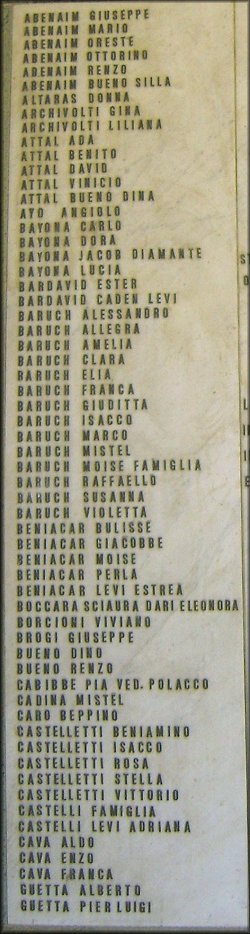 ABENAIM GIUSEPPE
ABENAIM MARIO
ABENAIM ORESTE
ABENAIM OTTORINO
ABENAIM RENZO
ABENAIM BUENO SILLA
ALTARAS DONNA
ARCHIVOLTI GINA
ARCHIVOLTI LILIANA
ATTAL ADA
ATTAL BENITO
ATTAL DAVID
ATTAL VINICIO
ATTAL BUENO DINA
AYO ANGIOLO
BAYONA CARLO
BAYONA DORA
BAYONA JACOB DIAMANTE
BAYONA LUCIA
BARDAVID ESTER
BARDAVID CADEN LEVI
BARUCH ALESSANDRO
BARUCH ALLEGRA
BARUCH AMELIA
BARUCH CLARA
BARUCH ELIA
BARUCH FRANCA
BARUCH GIUDITTA
BARUCH ISACCO
BARUCH MARCO
BARUCH MISTEL
BARUCH MOISE FAMIGLIA
BARUCH RAFFAELLO
BARUCH SUSANNA
BARUCH VIOLETTA
BENIACAR BULISSE
BENIACAR GIACOBBE
BENIACAR MOISE
BENIACAR PERLA
BENIACAR LEVI ESTREA
BOCCARA SCIAURA DARI ELEONORA
BORCIONI VIVIANO
BROGI GIUSEPPE
BUENO DINO
BUENO RENZO
CABIBBE PIA VED. POLACCO
CADINA MISTEL
CARO BEPPINO
CASTELLETTI BENIAMINO
CASTELLETTI ISACCO
CASTELLETTI ROSA
CASTELLETTI STELLA
CASTELLETTI VITTORIO
CASTELLI FAMIGLIA
CASTELLI LEVI ADRIANA
CAVA ALDO
CAVA ENZO
CAVA FRANCA
GUETTA ALBERTO
GUETTA PIER LUIGI